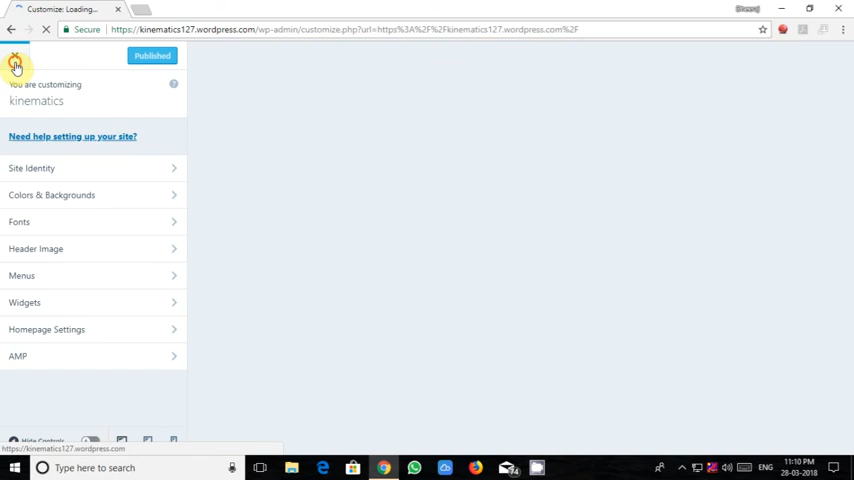 Customize: Loading...
Dheeraj
Secure
https://kinematics127.wordpress.com/wp-admin/customize.php?url=https%3A%2F%2Fkinematics127.wordpress.com%2F
Published
You are customizing
kinematics
Need help setting up your site?
Site Identity
Colors & Backgrounds
Fonts
Header Image
Menus
Widgets
Homepage Settings
AMP
Hide Controls
https://kinematics127.wordpress.com
Type here to search
74
ENG
11:10 PM
28-03-2018